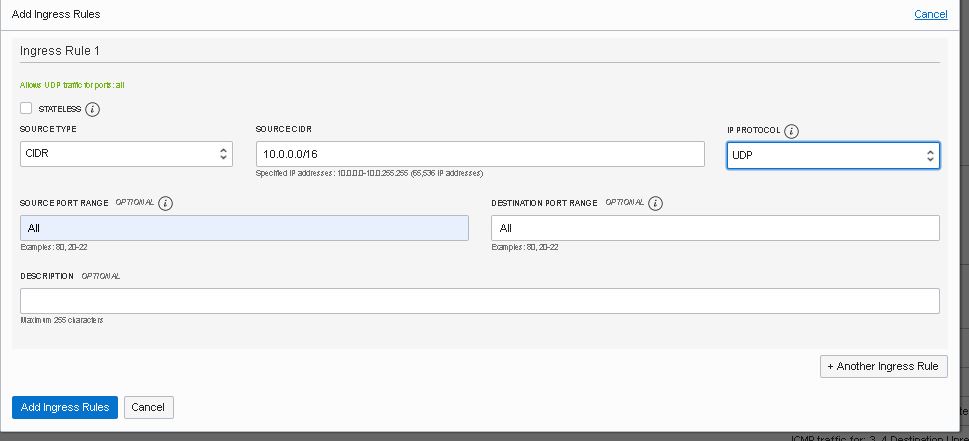 Add Ingress Rules
Cancel
Ingress Rule 1
Allows UDP traffic for ports: all
STATELESS i
SOURCE TYPE
SOURCE CIDR
IP PROTOCOL i
CIDR
10.0.0.0/16
UDP
Specified IP addresses: 10.0.0.0-10.0.255.255 (65,536 IP addresses)
SOURCE PORT RANGE OPTIONAL i
DESTINATION PORT RANGE OPTIONAL i
All
All
Examples: 80, 20-22
Examples: 80, 20-22
DESCRIPTION OPTIONAL
Maximum 255 characters
+ Another Ingress Rule
Add Ingress Rules
Cancel
ICMP traffic for: 3, 4 Destination